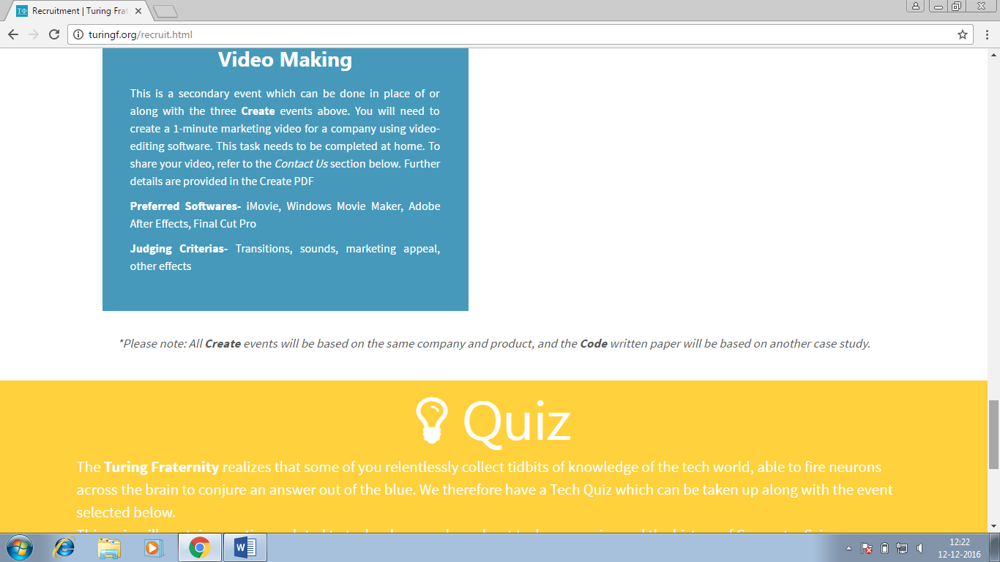 Recruitment | Turing Frat
turingf.org/recruit.html
Video Making
This is a secondary event which can be done in place of or
along with the three Create events above. You will need to
create a 1-minute marketing video for a company using video-
editing software. This task needs to be completed at home. To
share your video, refer to the Contact Us section below. Further
details are provided in the Create PDF
Preferred Softwares- iMovie, Windows Movie Maker, Adobe
After Effects, Final Cut Pro
Judging Criterias- Transitions, sounds, marketing appeal,
other effects
*Please note: All Create events will be based on the same company and product, and the Code written paper will be based on another case study.
Quiz
The Turing Fraternity realizes that some of you relentlessly collect tidbits of knowledge of the tech world, able to fire neurons
across the brain to conjure an answer out of the blue. We therefore have a Tech Quiz which can be taken up along with the event
selected below.
12:22
12-12-2016